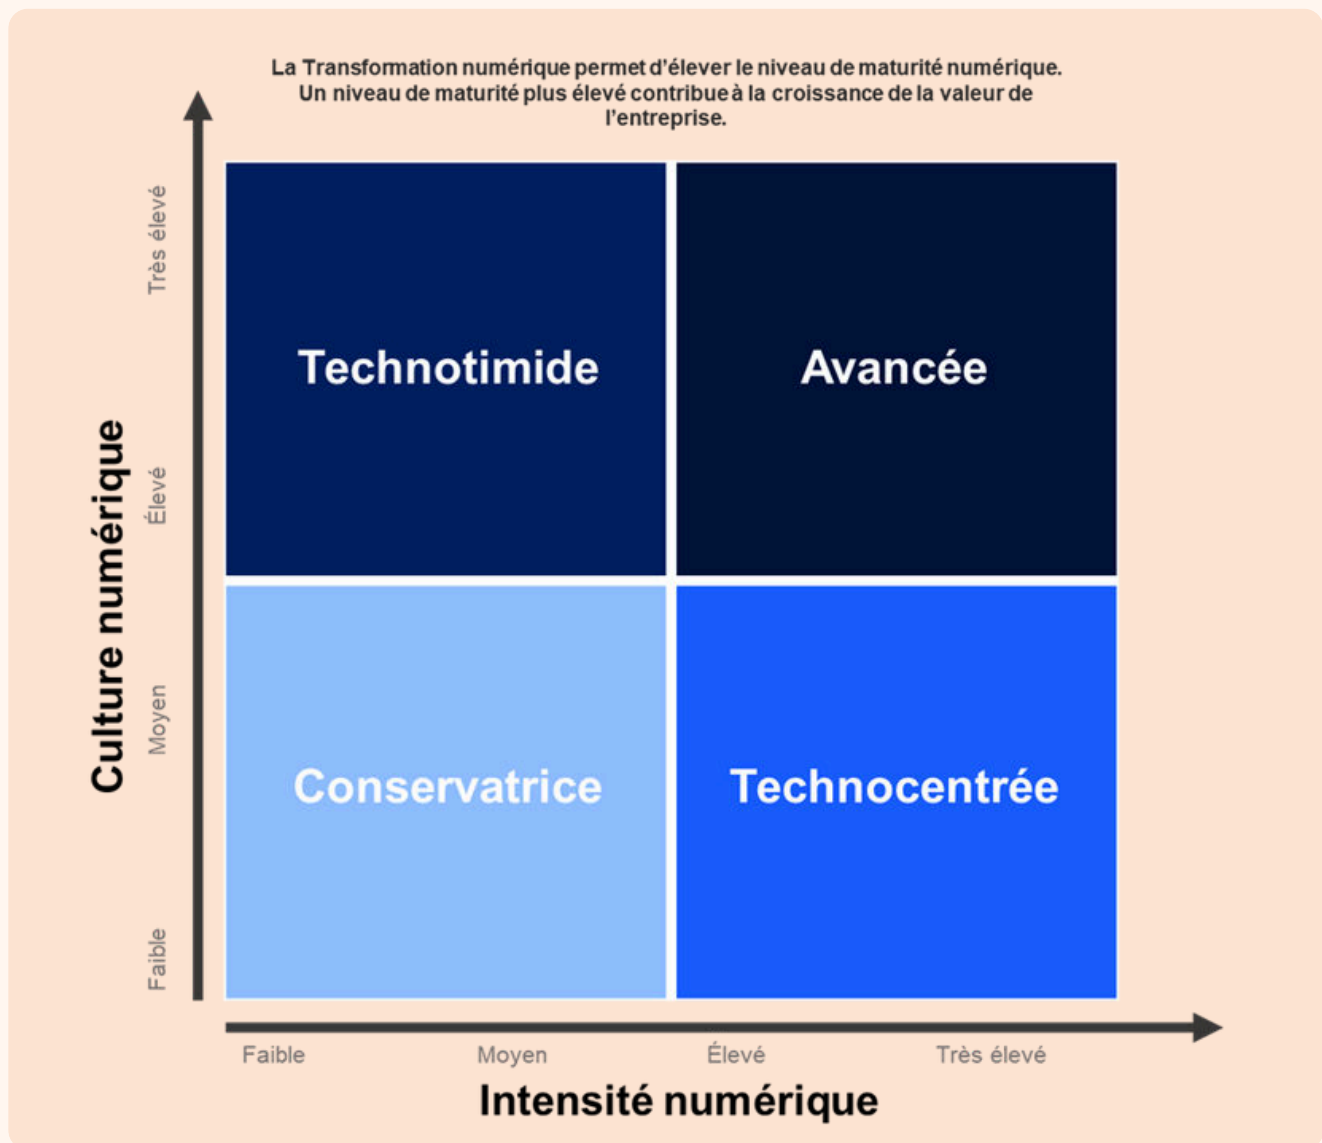 La Transformation numérique permet d’élever le niveau de maturité numérique.
Un niveau de maturité plus élevé contribue à la croissance de la valeur de
l’entreprise.
Culture numérique
Très élevé
Élevé
Moyen
Faible
Technotimide
Avancée
Conservatrice
Technocentrée
Faible
Moyen
Élevé
Très élevé
Intensité numérique